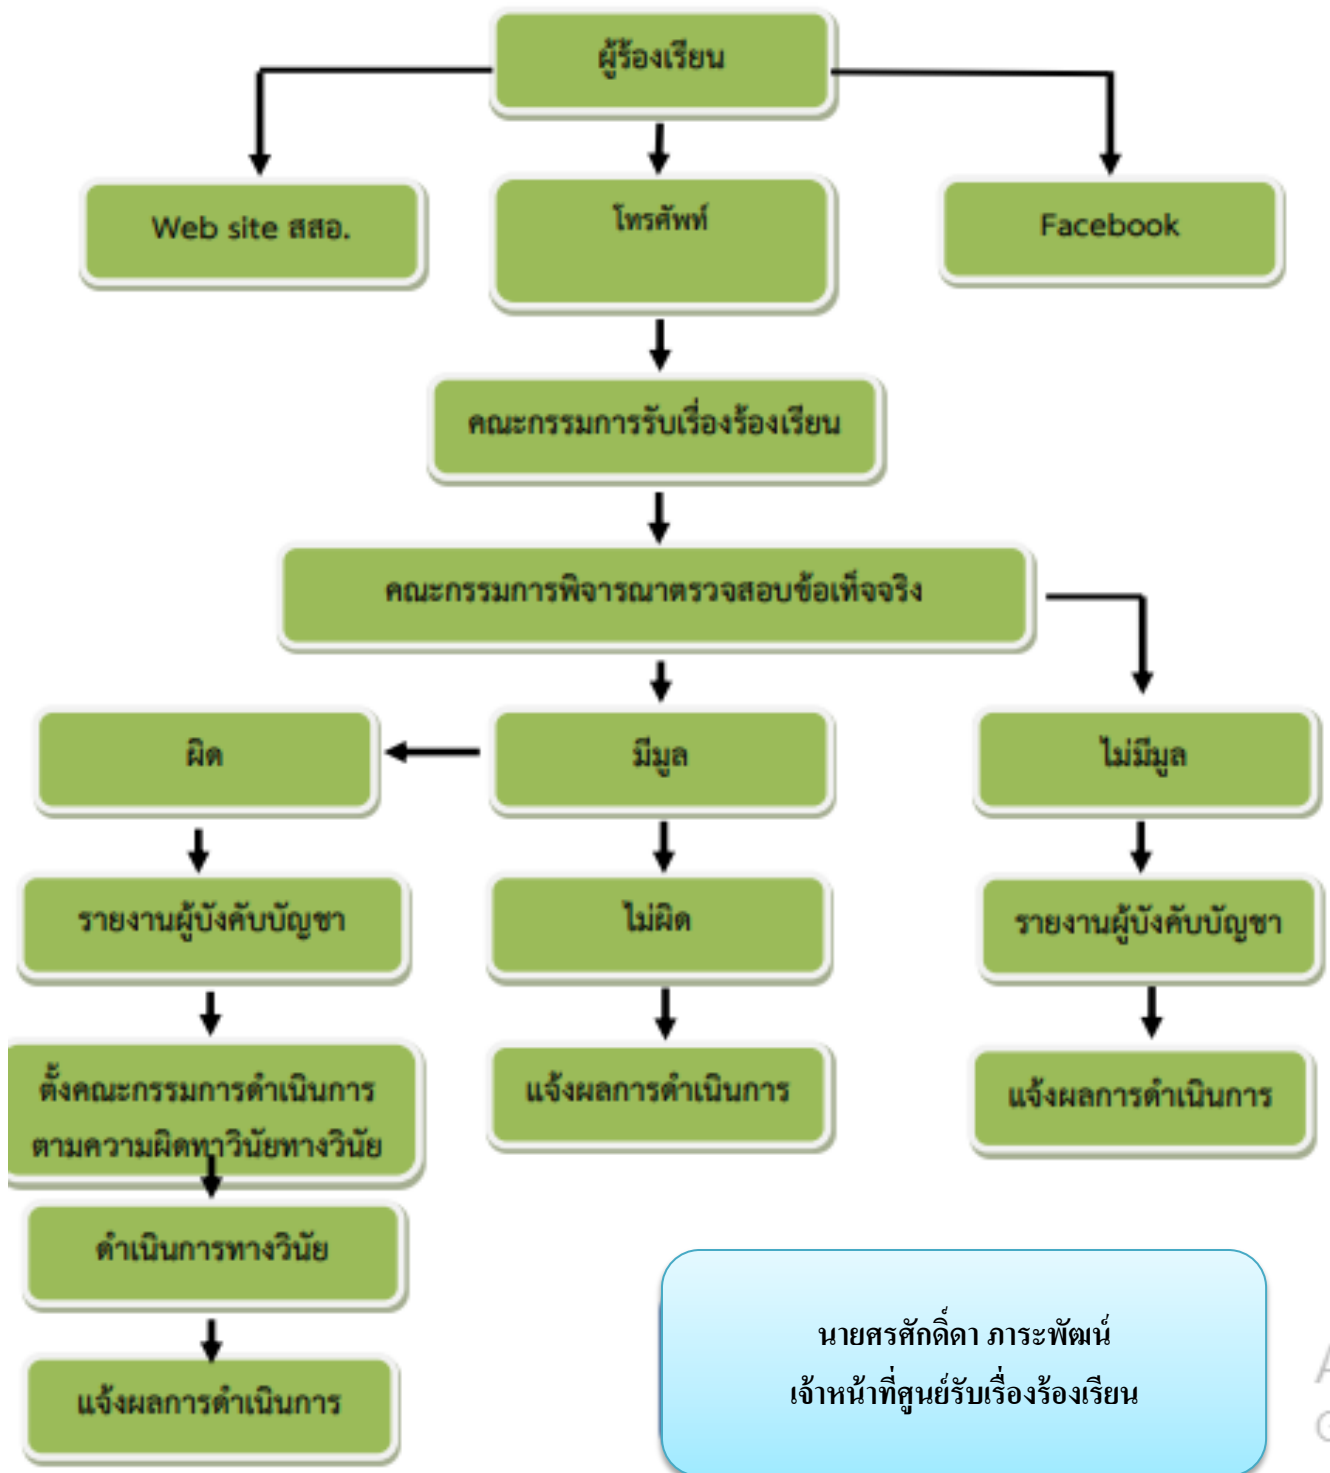 ผู้ร้องเรียน
Web site สสอ.
โทรศัพท์
Facebook
คณะกรรมการรับเรื่องร้องเรียน
คณะกรรมการพิจารณาตรวจสอบข้อเท็จจริง
ผิด
มีมูล
ไม่มีมูล
รายงานผู้บังคับบัญชา
ไม่ผิด
รายงานผู้บังคับบัญชา
ตั้งคณะกรรมการดำเนินการ
ตามความผิดทาวินัยทางวินัย
แจ้งผลการดำเนินการ
แจ้งผลการดำเนินการ
ดำเนินการทางวินัย
แจ้งผลการดำเนินการ
นายศรศักดิ์ดา ภาระพัฒน์
เจ้าหน้าที่ศูนย์รับเรื่องร้องเรียน